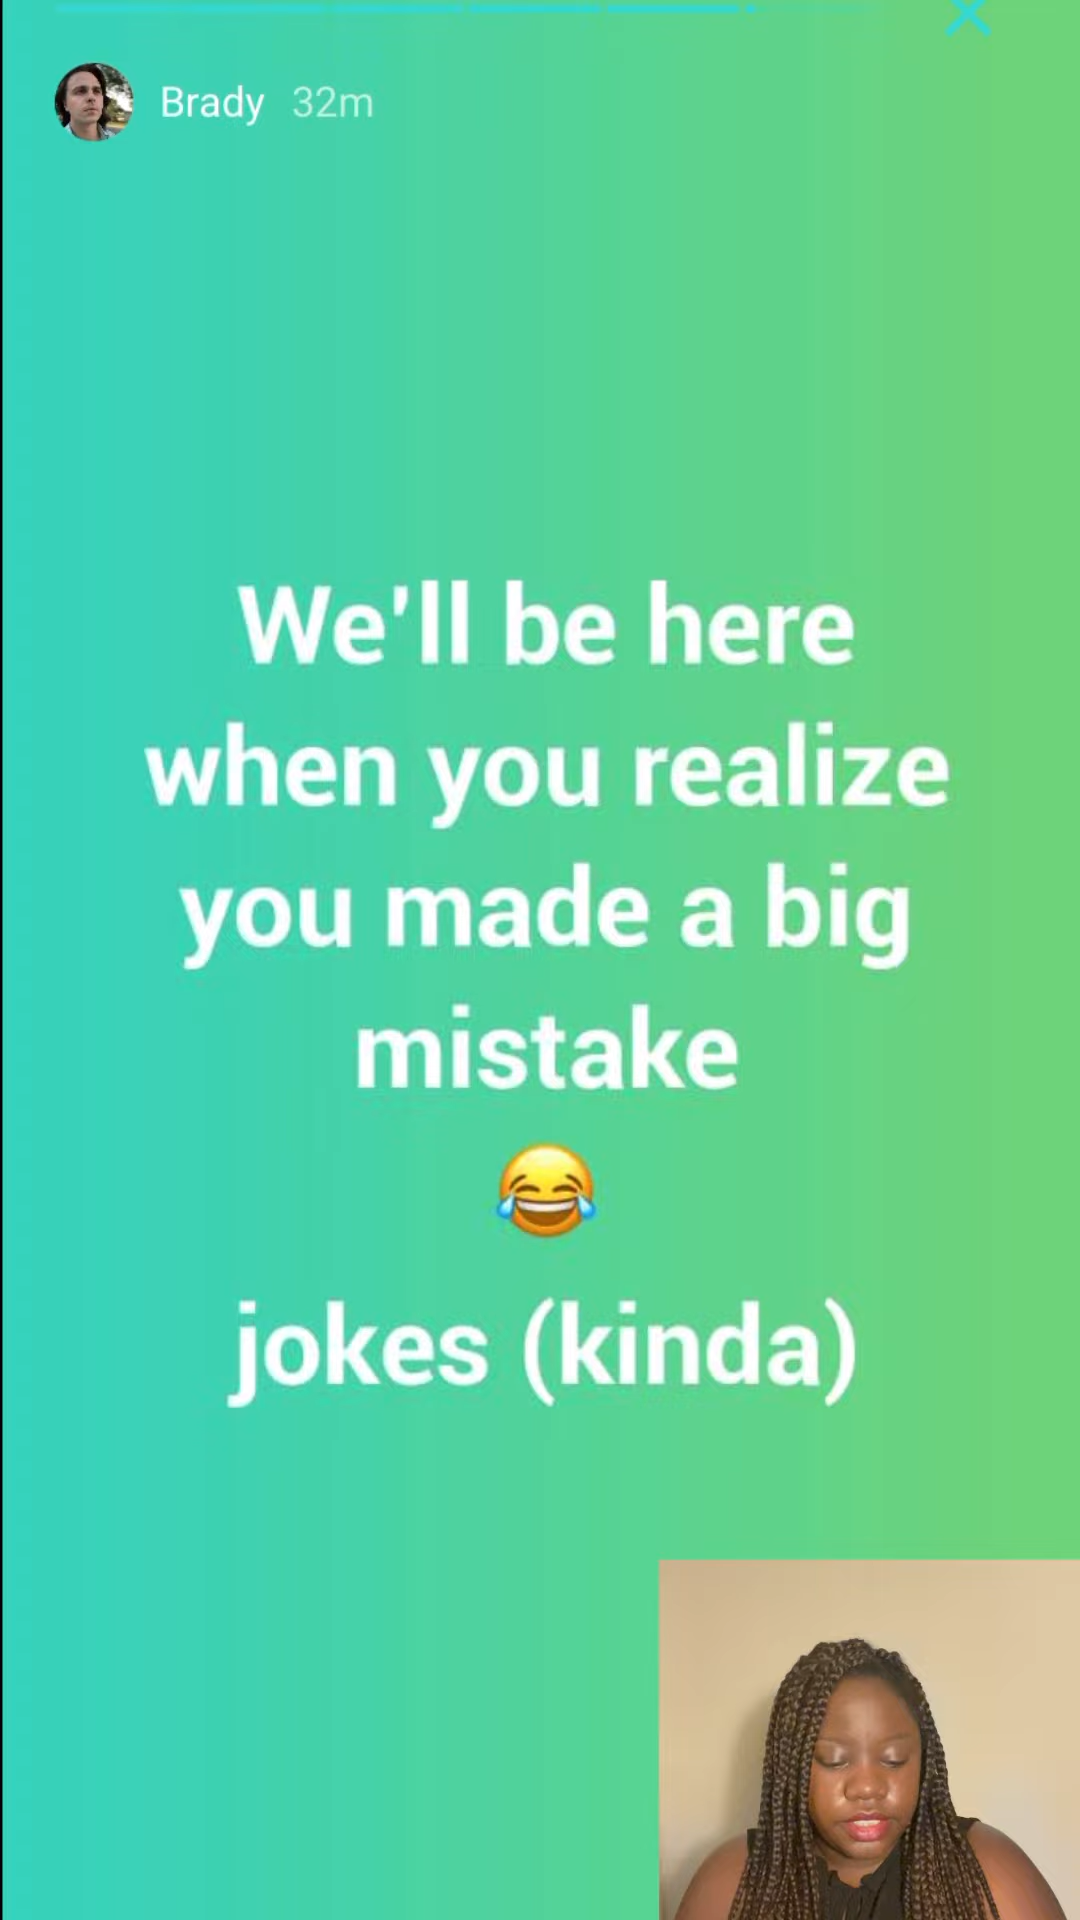 Brady 32m
We'll be here
when you realize
you made a big
mistake
😂
jokes (kinda)